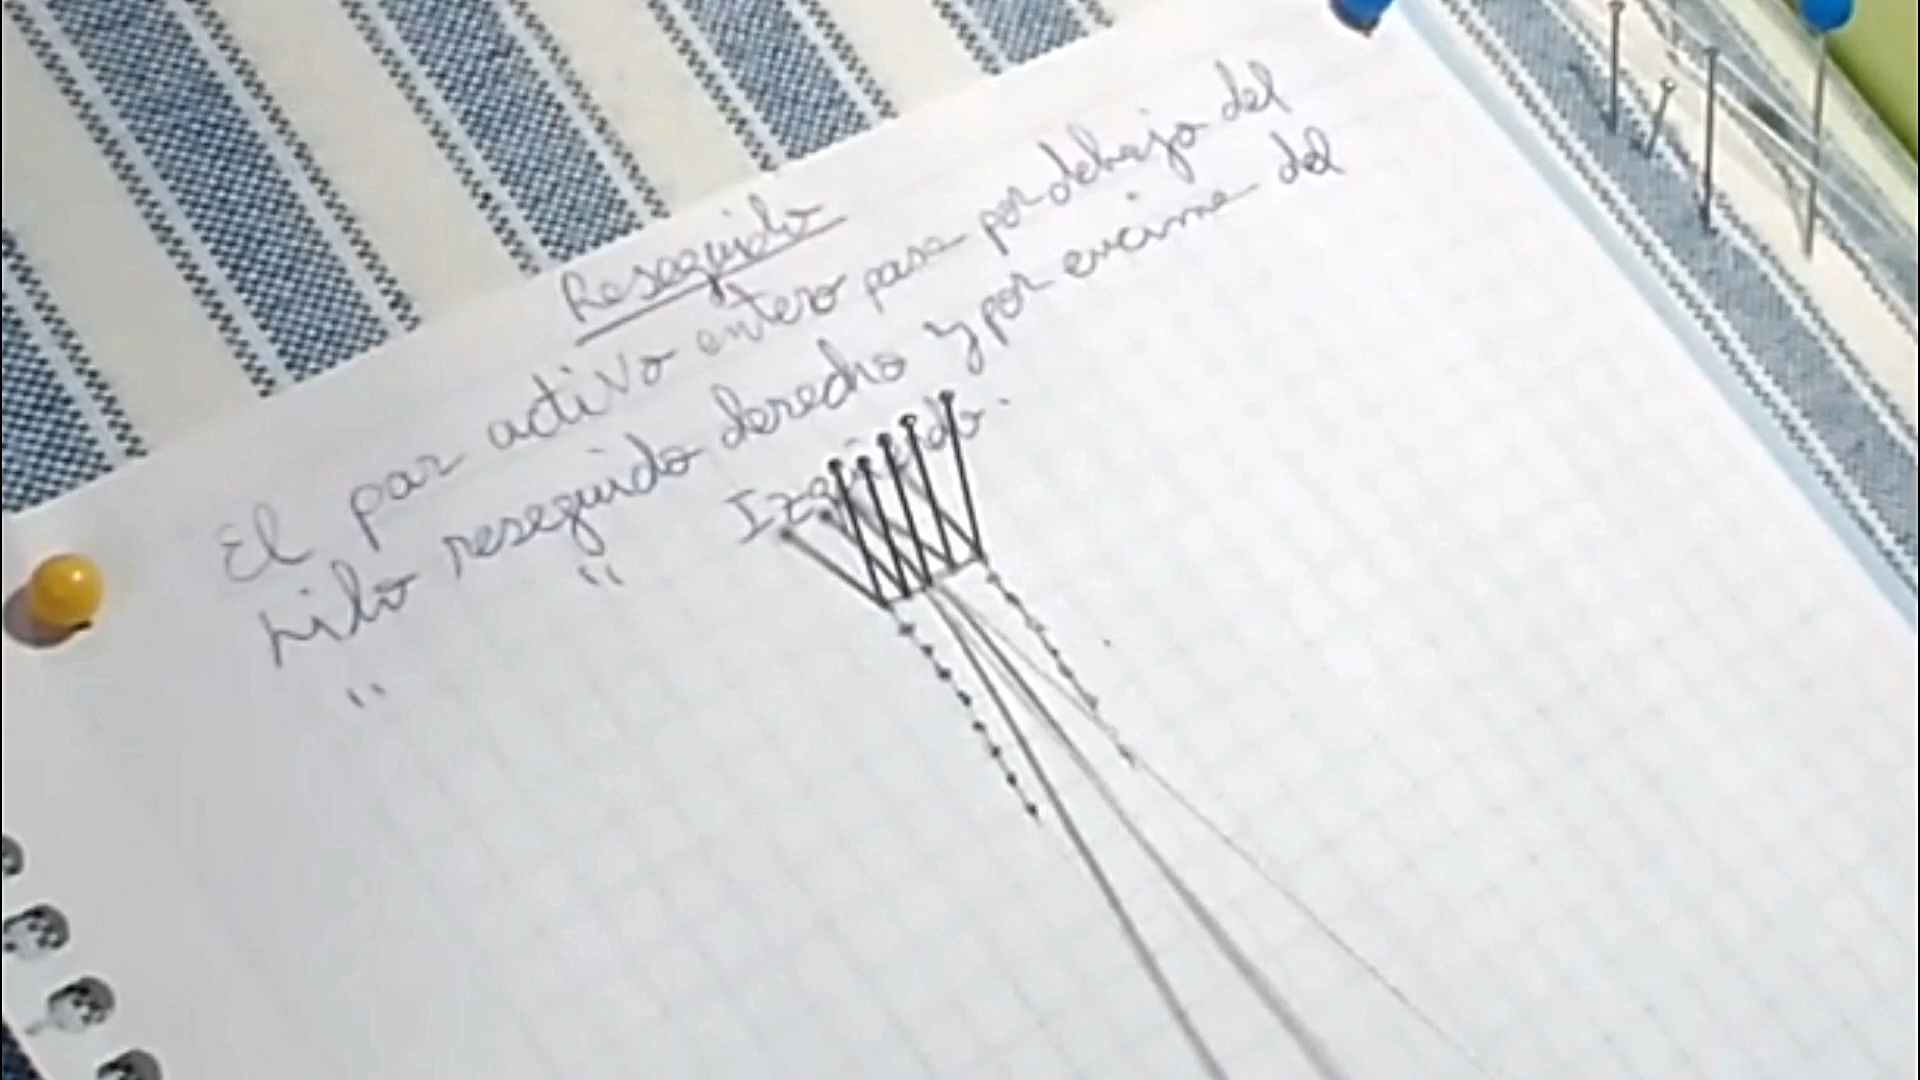 Reseguido
El par activo entero pasa por debajo del
hilo reseguido derecho y por encima del
" " Izquierdo.